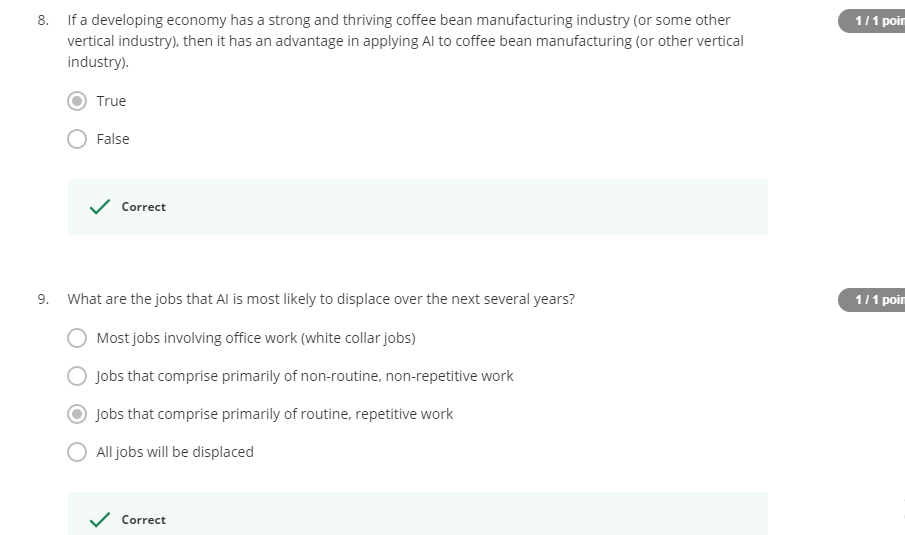 8. If a developing economy has a strong and thriving coffee bean manufacturing industry (or some other
1 / 1 poin
vertical industry), then it has an advantage in applying AI to coffee bean manufacturing (or other vertical
industry).
True
False
Correct
9. What are the jobs that AI is most likely to displace over the next several years?
1 / 1 poin
Most jobs involving office work (white collar jobs)
Jobs that comprise primarily of non-routine, non-repetitive work
Jobs that comprise primarily of routine, repetitive work
All jobs will be displaced
Correct